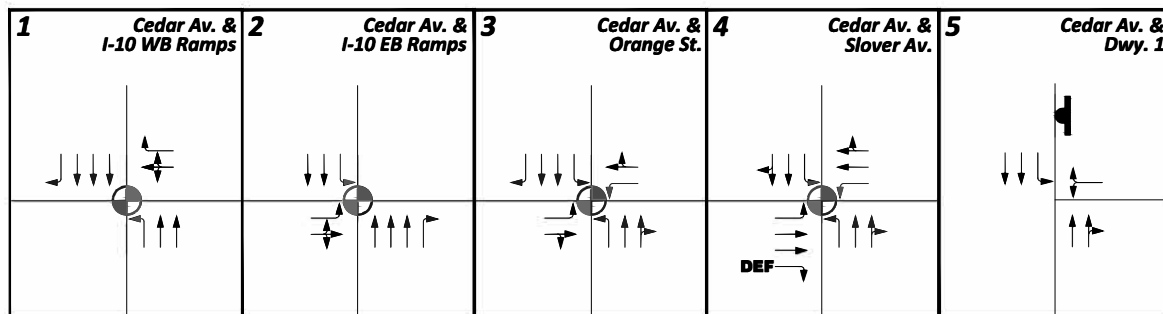 1
Cedar Av. &
I-10 WB Ramps
2
Cedar Av. &
I-10 EB Ramps
3
Cedar Av. &
Orange St.
4
Cedar Av. &
Slover Av.
DEF
5
Cedar Av. &
Dwy. 1